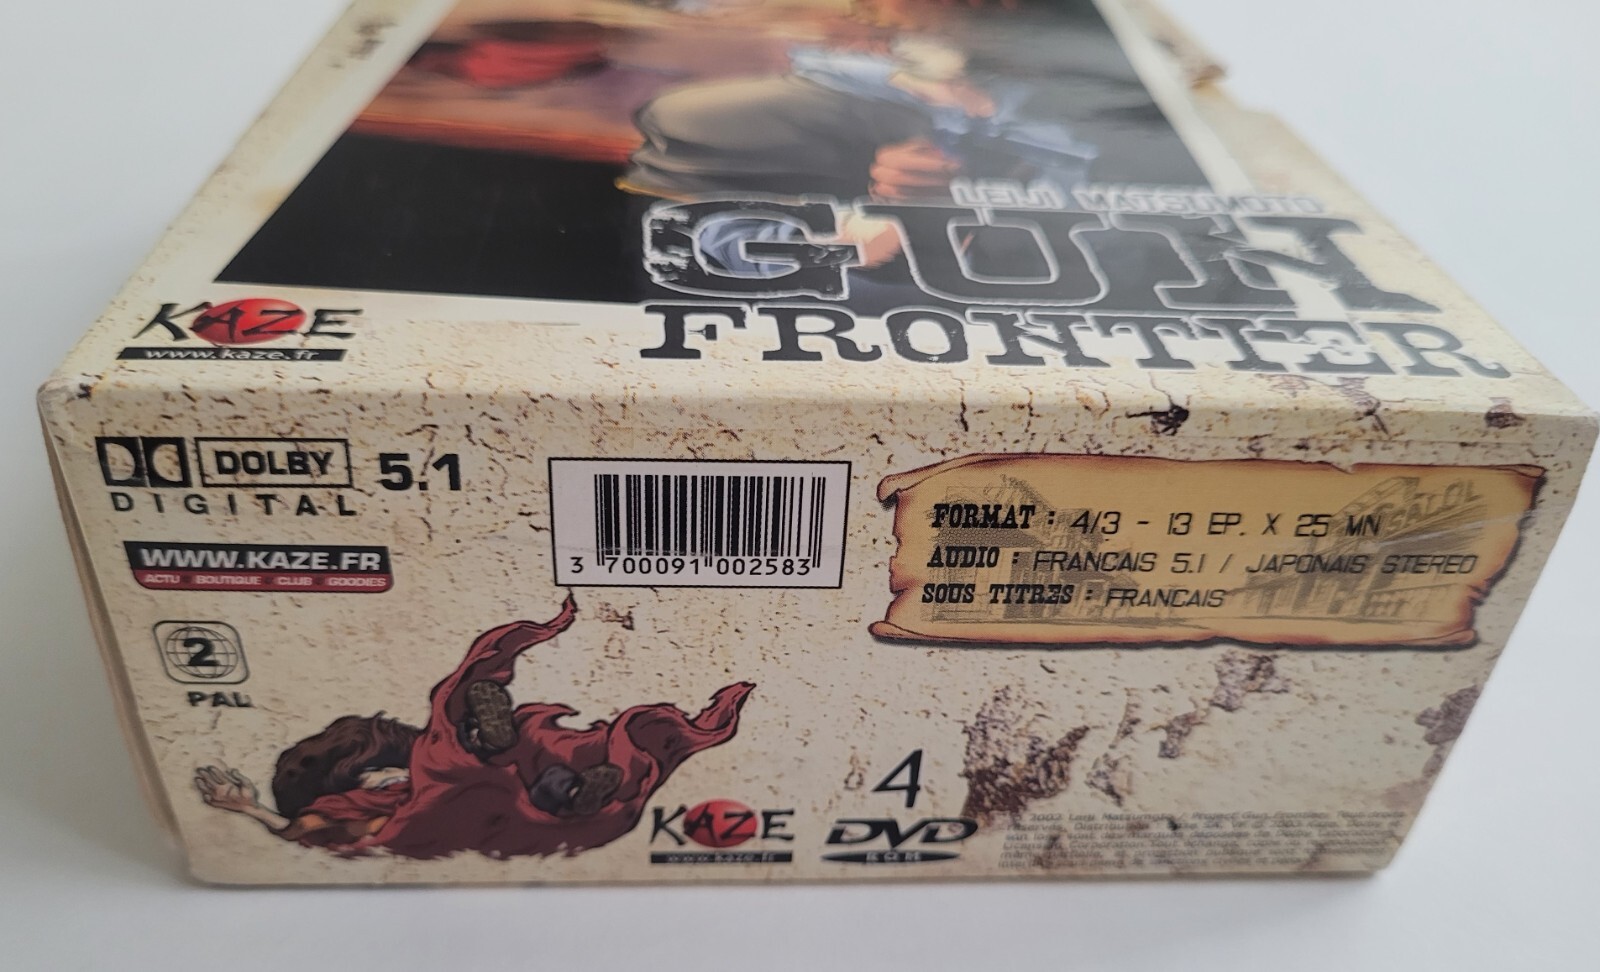 LEIJI MATSUMOTO
GUN
FRONTIER
KAZE
www.kaze.fr
DOLBY 5.1
DIGITAL
WWW.KAZE.FR
ACTU BOUTIQUE CLUB GOODIES
2
PAL
3 700091 002583
SALOON
FORMAT : 4/3 - 13 EP. X 25 MN
AUDIO : FRANCAIS 5.1 / JAPONAIS STEREO
SOUS TITRES : FRANCAIS
KAZE
www.kaze.fr
4
DVD
ROM